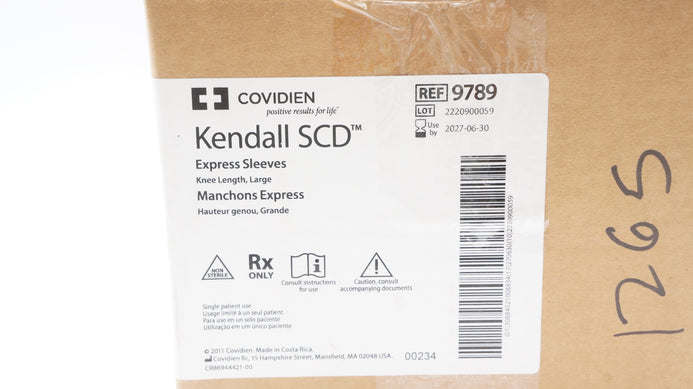 COVIDIEN
positive results for life™
Kendall SCD™
Express Sleeves
Knee Length, Large
Manchons Express
Hauteur genou, Grande
REF 9789
LOT 2220900059
Use by 2027-06-30
NON STERILE
Rx ONLY
Consult instructions for use
Caution, consult accompanying documents
Single patient use
Usage limité à un seul patient
Para uso en un solo paciente
Utilização em um único paciente
© 2011 Covidien. Made in Costa Rica.
Covidien llc, 15 Hampshire Street, Mansfield, MA 02048 USA.
CR86944421-00
00234
1265